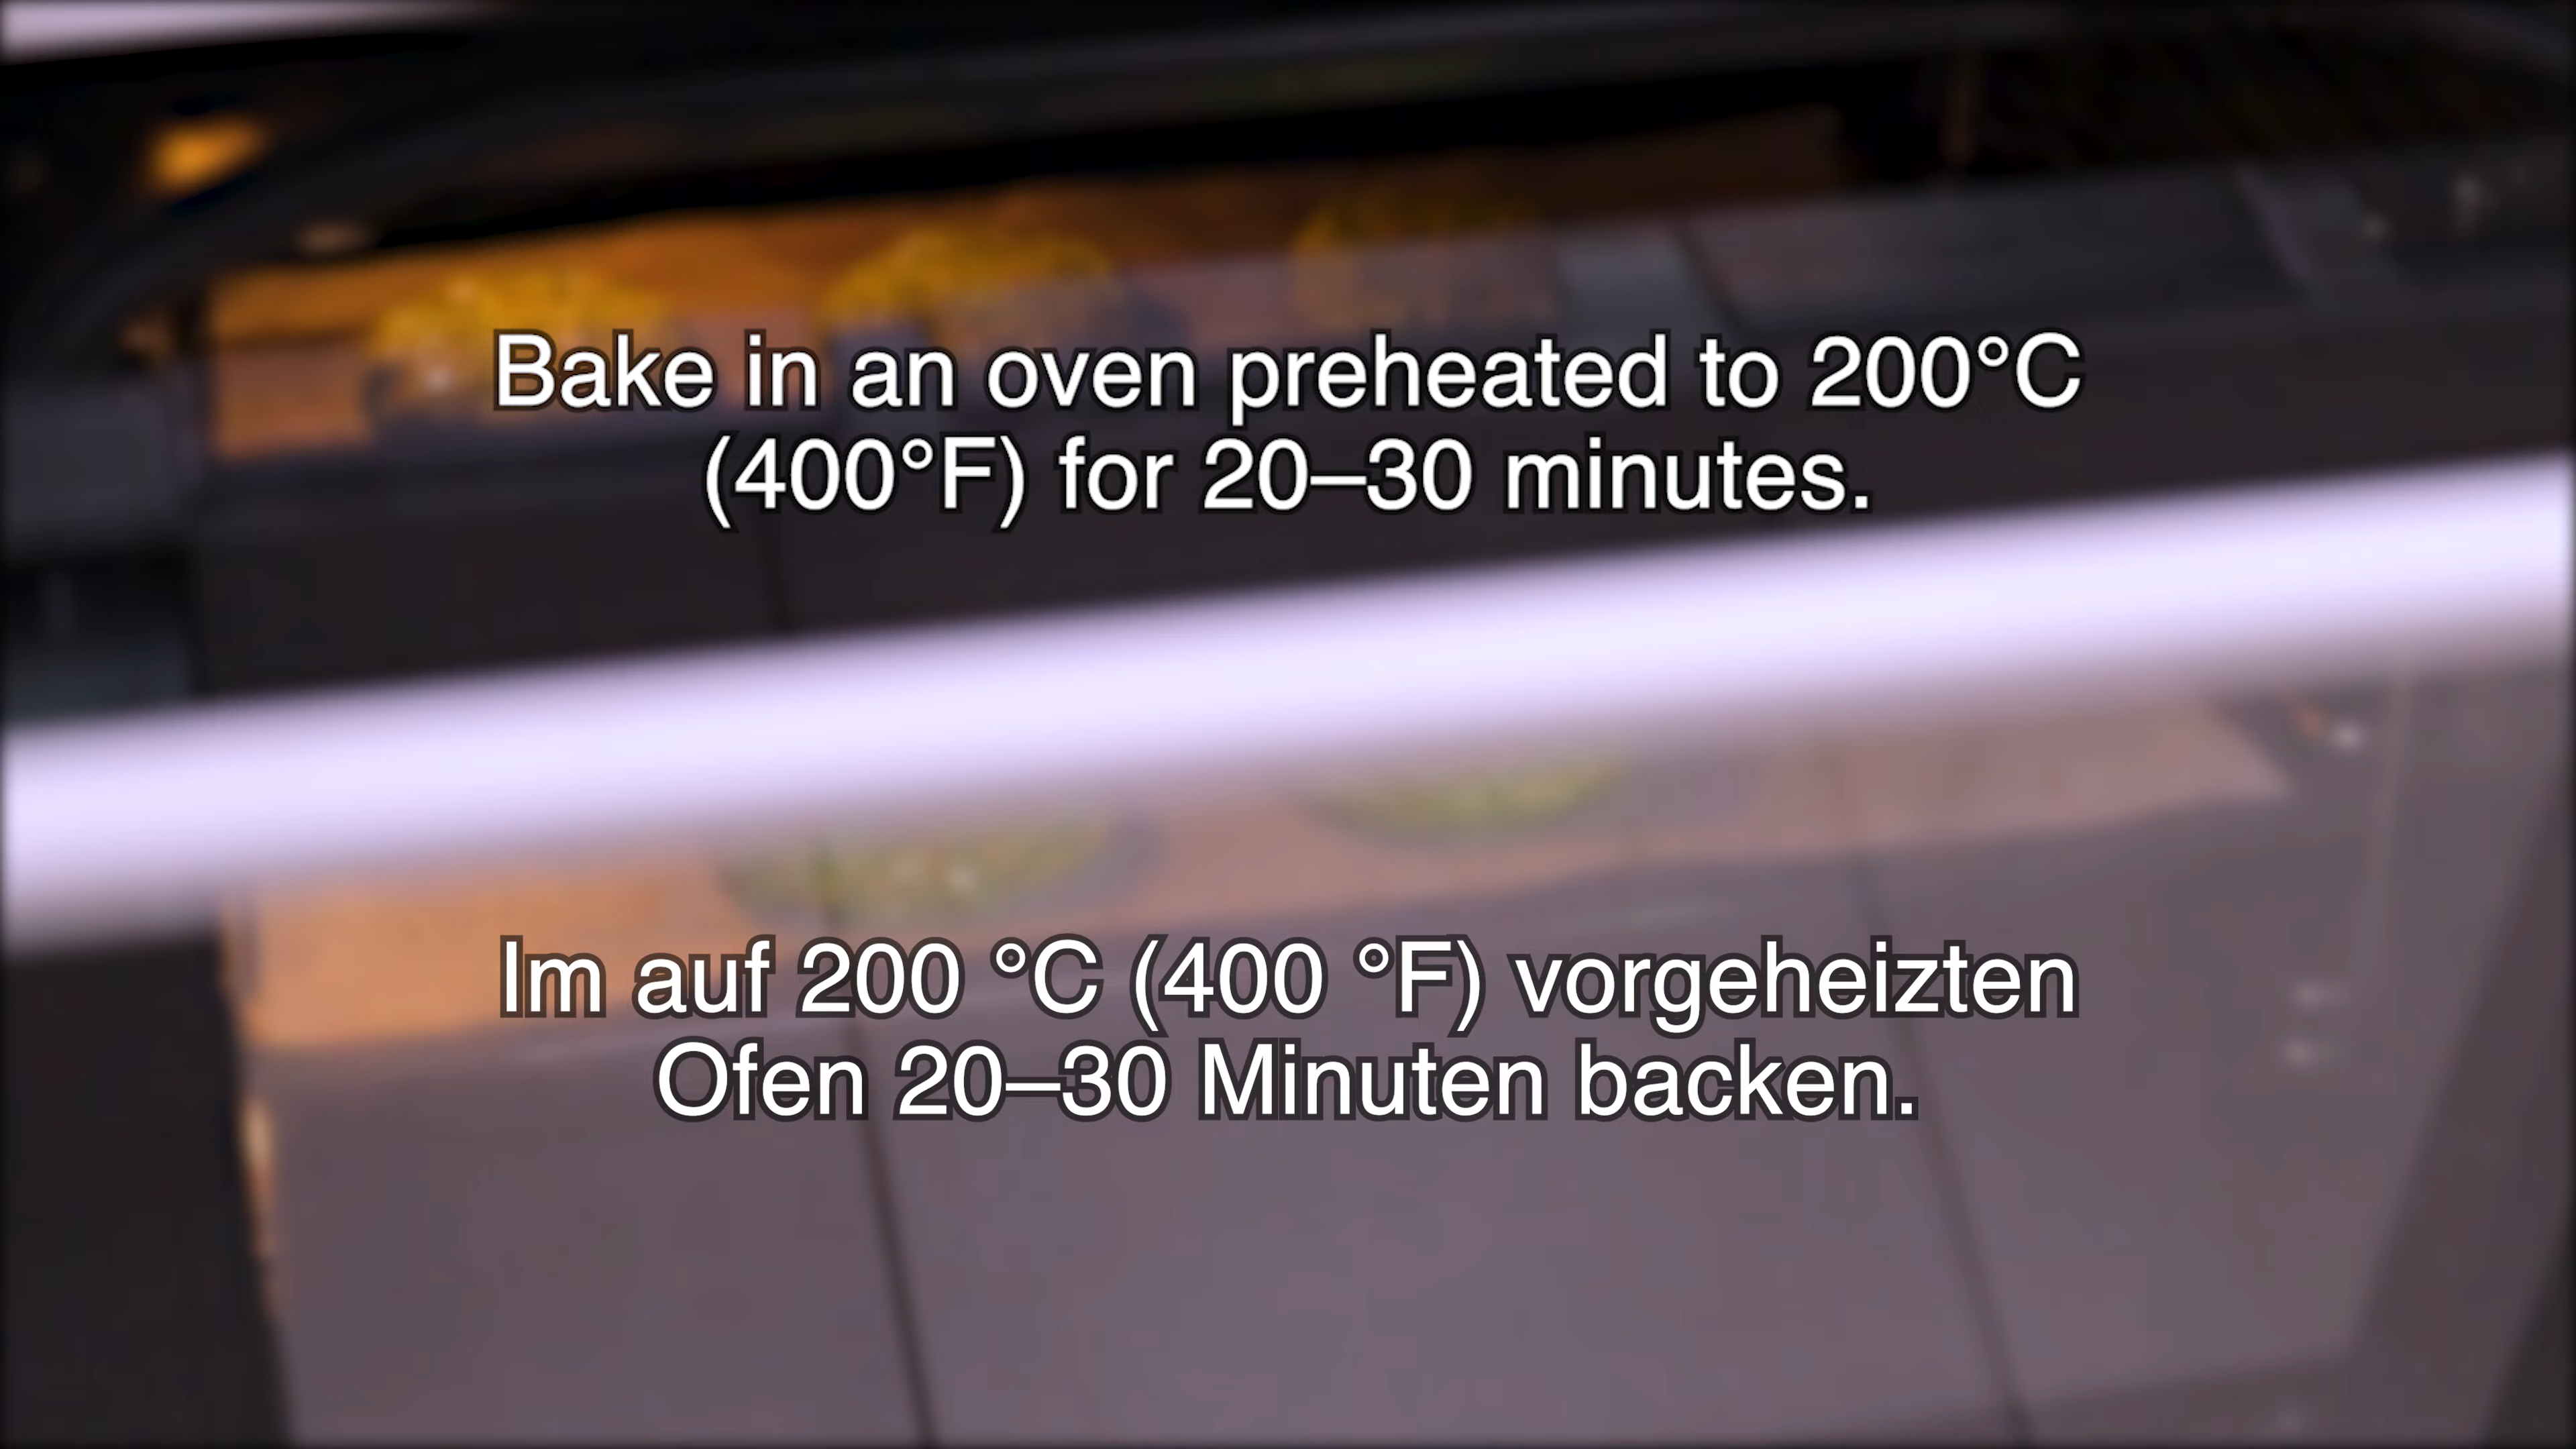 Bake in an oven preheated to 200°C
(400°F) for 20–30 minutes.
Im auf 200 °C (400 °F) vorgeheizten
Ofen 20–30 Minuten backen.